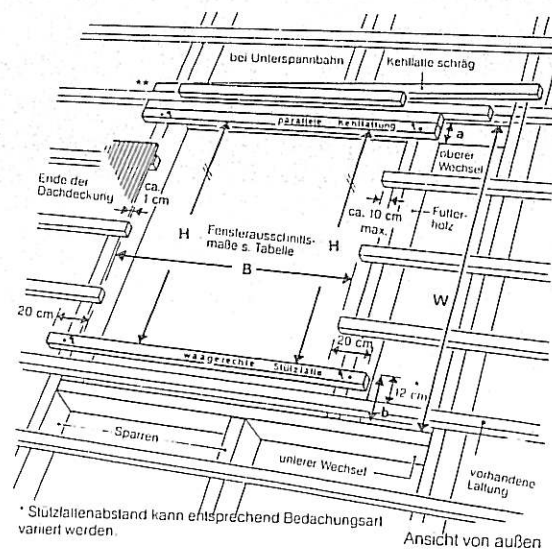 bei Unterspannbahn
Kehllatte schräg
**
parallele Kehllattung
a
oberer
Wechsel
Ende der
Dachdeckung
ca.
1 cm
ca. 10 cm
max.
Futter-
holz
H
Fensterausschnitts-
maße s. Tabelle
H
B
W
20 cm
20 cm
waagerechte Stützlatte
*
12 cm
b
Sparren
unterer Wechsel
vorhandene
Lattung
* Stützlattenabstand kann entsprechend Bedachungsart
variiert werden.
Ansicht von außen